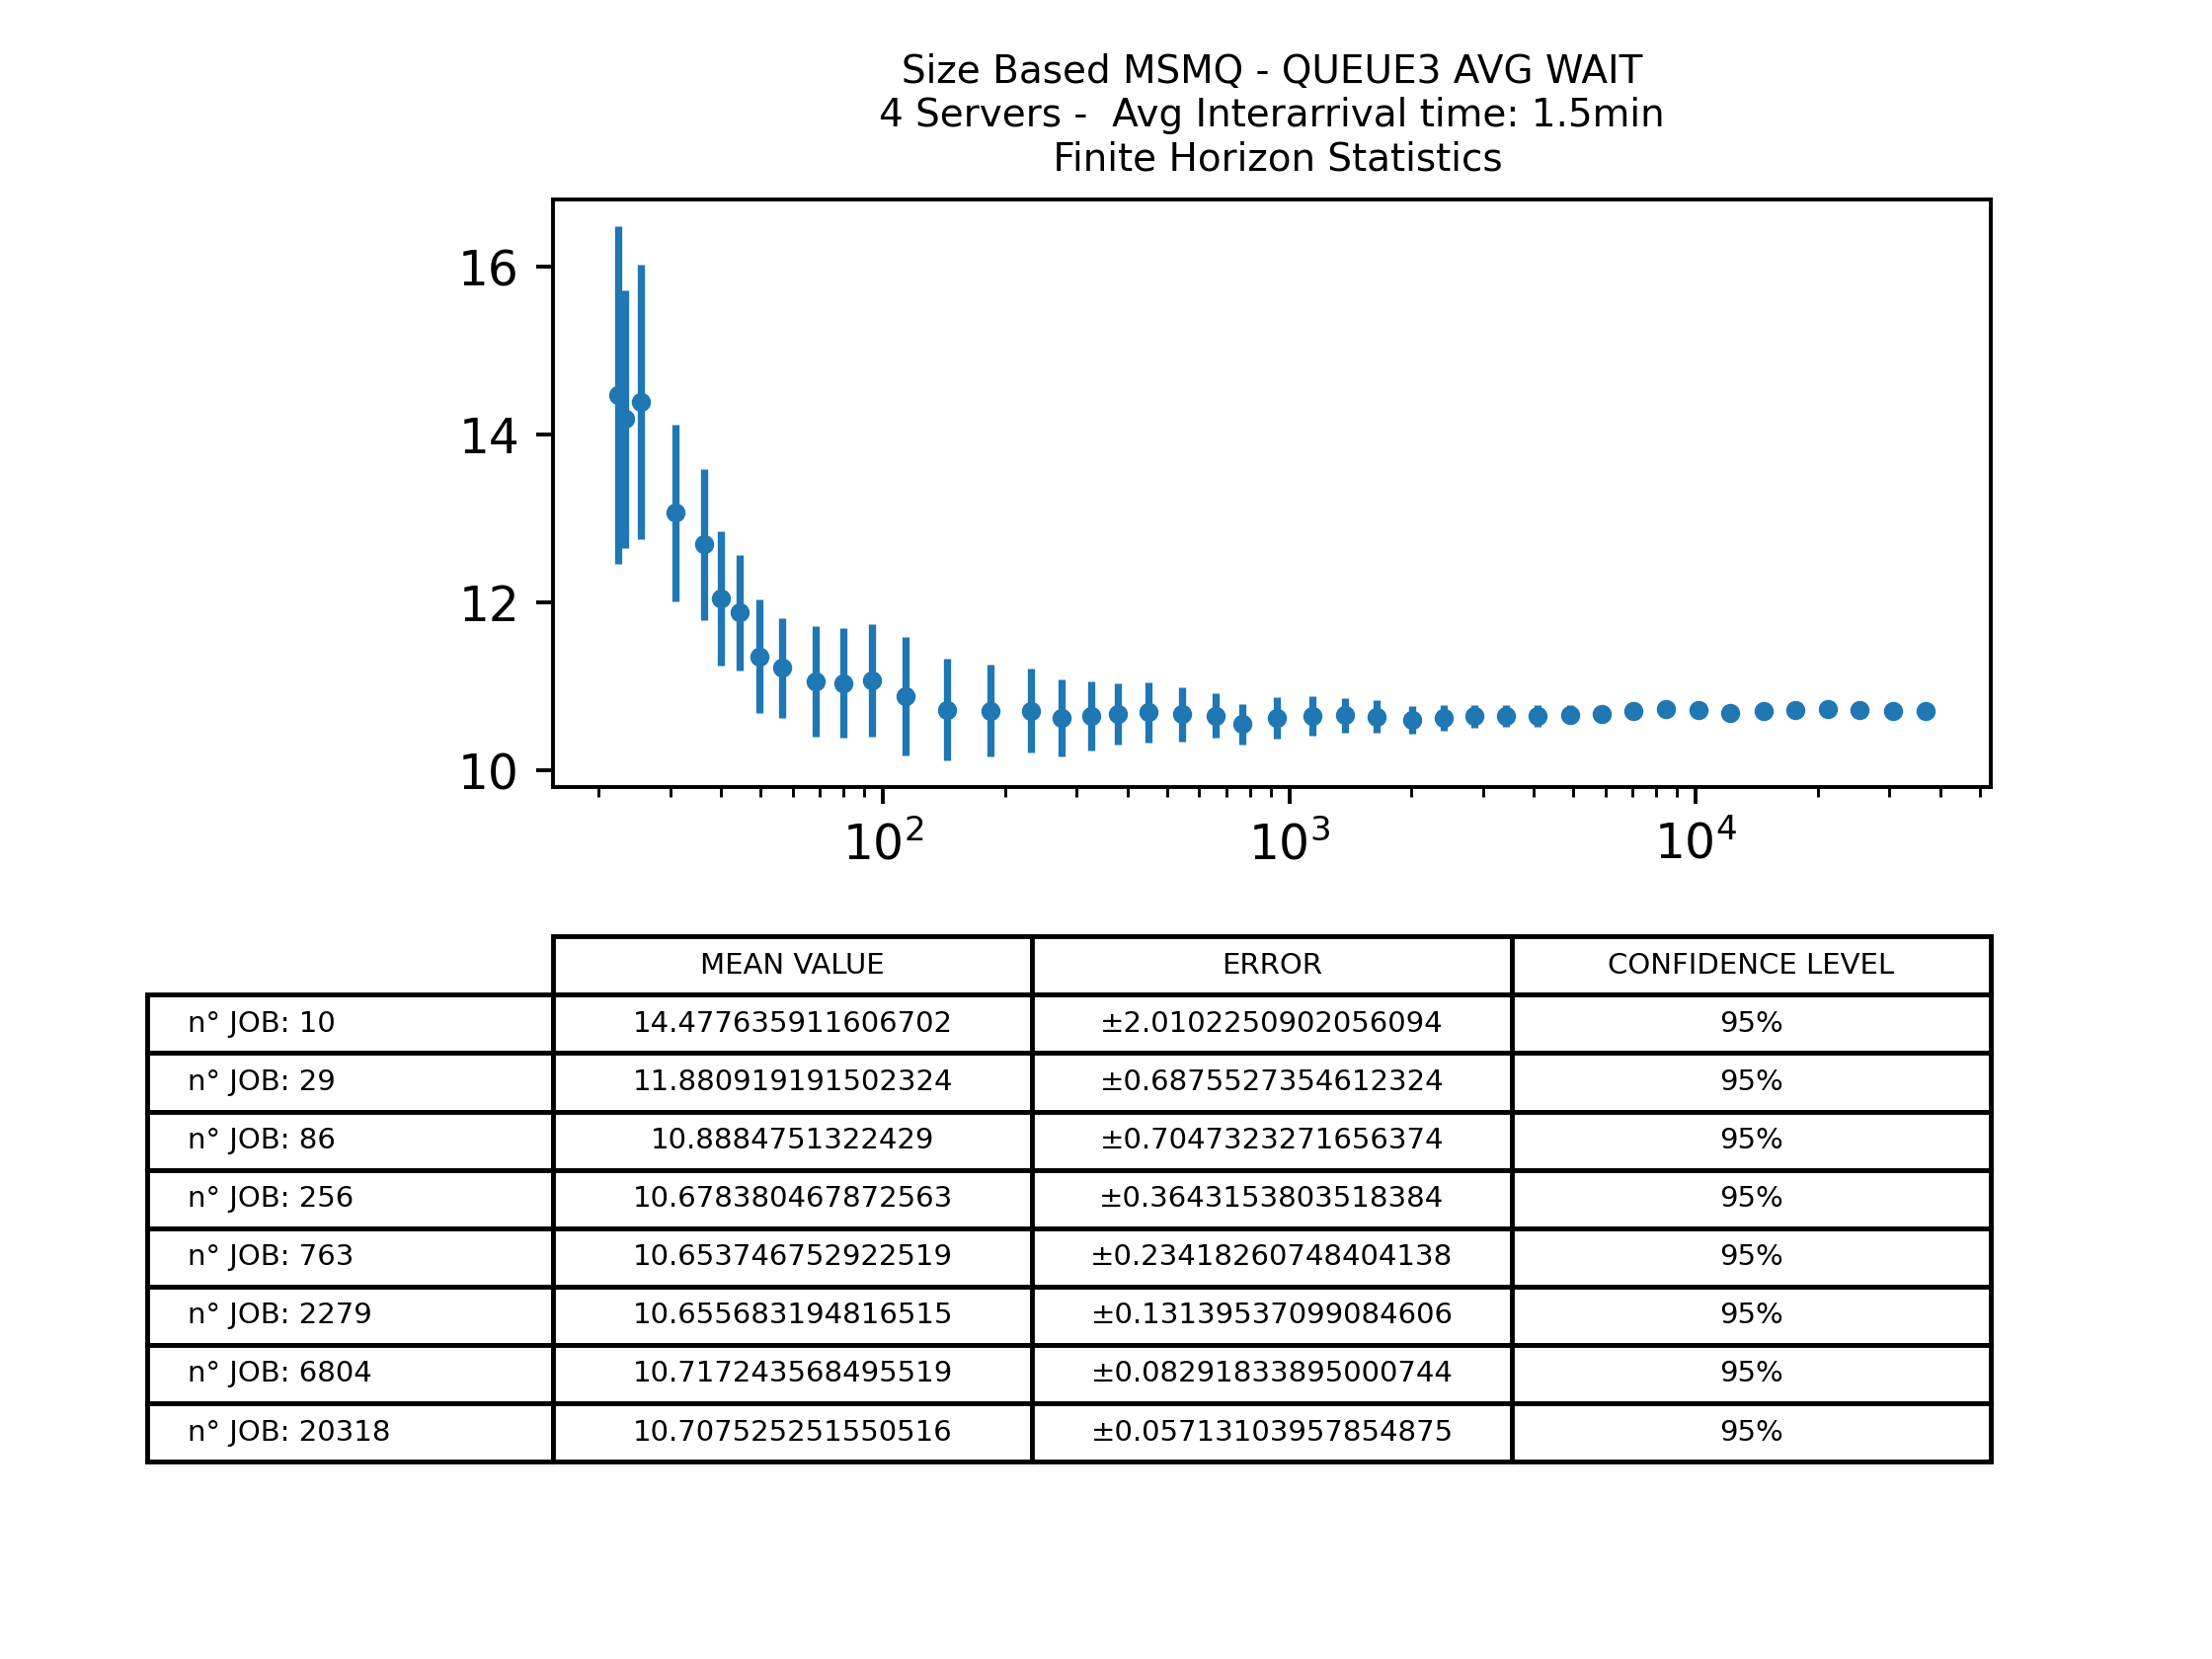 Size Based MSMQ - QUEUE3 AVG WAIT
4 Servers -  Avg Interarrival time: 1.5min
Finite Horizon Statistics
16
14
12
10
10² 10³ 10⁴
MEAN VALUE ERROR CONFIDENCE LEVEL
n° JOB: 10 14.477635911606702 ±2.0102250902056094 95%
n° JOB: 29 11.880919191502324 ±0.6875527354612324 95%
n° JOB: 86 10.8884751322429 ±0.7047323271656374 95%
n° JOB: 256 10.678380467872563 ±0.3643153803518384 95%
n° JOB: 763 10.653746752922519 ±0.23418260748404138 95%
n° JOB: 2279 10.655683194816515 ±0.13139537099084606 95%
n° JOB: 6804 10.717243568495519 ±0.08291833895000744 95%
n° JOB: 20318 10.707525251550516 ±0.05713103957854875 95%